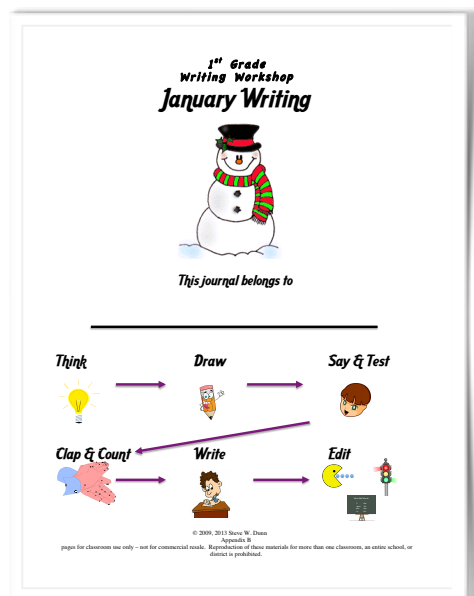 1st Grade
Writing Workshop
January Writing
This journal belongs to
Think
Draw
Say & Test
Clap & Count
Write
Edit
© 2009, 2013 Steve W. Dunn
Appendix B
pages for classroom use only – not for commercial resale. Reproduction of these materials for more than one classroom, an entire school, or
district is prohibited.